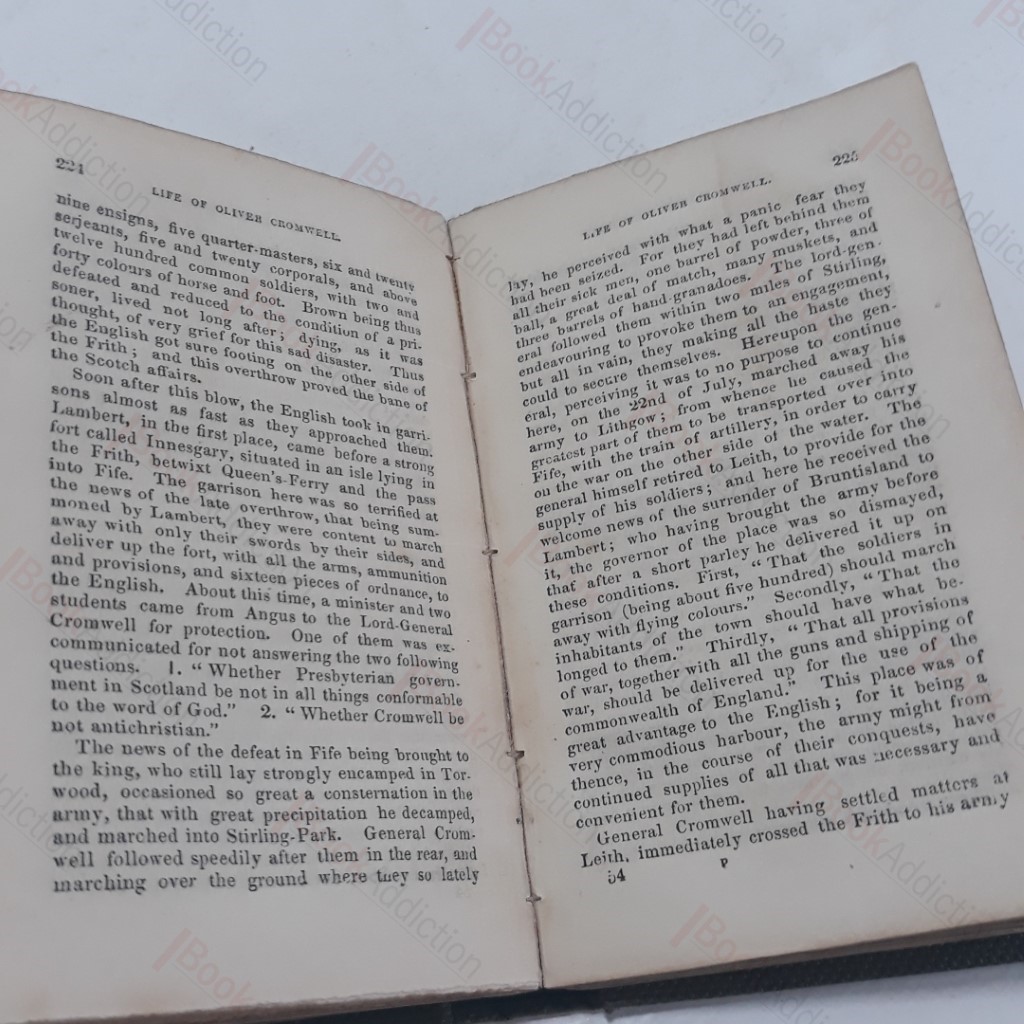 224
LIFE OF OLIVER CROMWELL.
nine ensigns, five quarter-masters, six and twenty
serjeants, five and twenty corporals, and above
twelve hundred common soldiers, with two and
forty colours of horse and foot. Brown being thus
defeated and reduced to the condition of a pri-
soner, lived not long after; dying, as it was
thought, of very grief for this sad disaster. Thus
the English got sure footing on the other side of
the Frith; and this overthrow proved the bane of
the Scotch affairs.
Soon after this blow, the English took in garri-
sons almost as fast as they approached them.
Lambert, in the first place, came before a strong
fort called Innesgary, situated in an isle lying in
the Frith, betwixt Queen's-Ferry and the pass
into Fife. The garrison here was so terrified at
the news of the late overthrow, that being sum-
moned by Lambert, they were content to march
away with only their swords by their sides, and
deliver up the fort, with all the arms, ammunition
and provisions, and sixteen pieces of ordnance, to
the English. About this time, a minister and two
students came from Angus to the Lord-General
Cromwell for protection. One of them was ex-
communicated for not answering the two following
questions. 1. "Whether Presbyterian govern-
ment in Scotland be not in all things conformable
to the word of God." 2. "Whether Cromwell be
not antichristian."
The news of the defeat in Fife being brought to
the king, who still lay strongly encamped in Tor-
wood, occasioned so great a consternation in the
army, that with great precipitation he decamped,
and marched into Stirling-Park. General Crom-
well followed speedily after them in the rear, and
marching over the ground where they so lately
225
LIFE OF OLIVER CROMWELL.
lay, he perceived with what a panic fear they
had been seized. For they had left behind them
all their sick men, one barrel of powder, three of
ball, a great deal of match, many muskets, and
three barrels of hand-granadoes. The lord-gen-
eral followed them within two miles of Stirling,
endeavouring to provoke them to an engagement,
but all in vain, they making all the haste they
could to secure themselves. Hereupon the gen-
eral, perceiving it was to no purpose to continue
here, on the 22nd of July, marched away his
army to Lithgow; from whence he caused the
greatest part of them to be transported over into
Fife, with the train of artillery, in order to carry
on the war on the other side of the water. The
general himself retired to Leith, to provide for the
supply of his soldiers; and here he received the
welcome news of the surrender of Bruntisland to
Lambert; who having brought the army before
it, the governor of the place was so dismayed,
that after a short parley he delivered it up on
these conditions. First, "That the soldiers in
garrison (being about five hundred) should march
away with flying colours." Secondly, "That the
inhabitants of the town should have what be-
longed to them." Thirdly, "That all provisions
of war, together with all the guns and shipping of
war, should be delivered up for the use of the
commonwealth of England." This place was of
great advantage to the English; for it being a
very commodious harbour, the army might from
thence, in the course of their conquests, have
continued supplies of all that was necessary and
convenient for them.
General Cromwell having settled matters at
Leith, immediately crossed the Frith to his army
54 P
BookAddiction